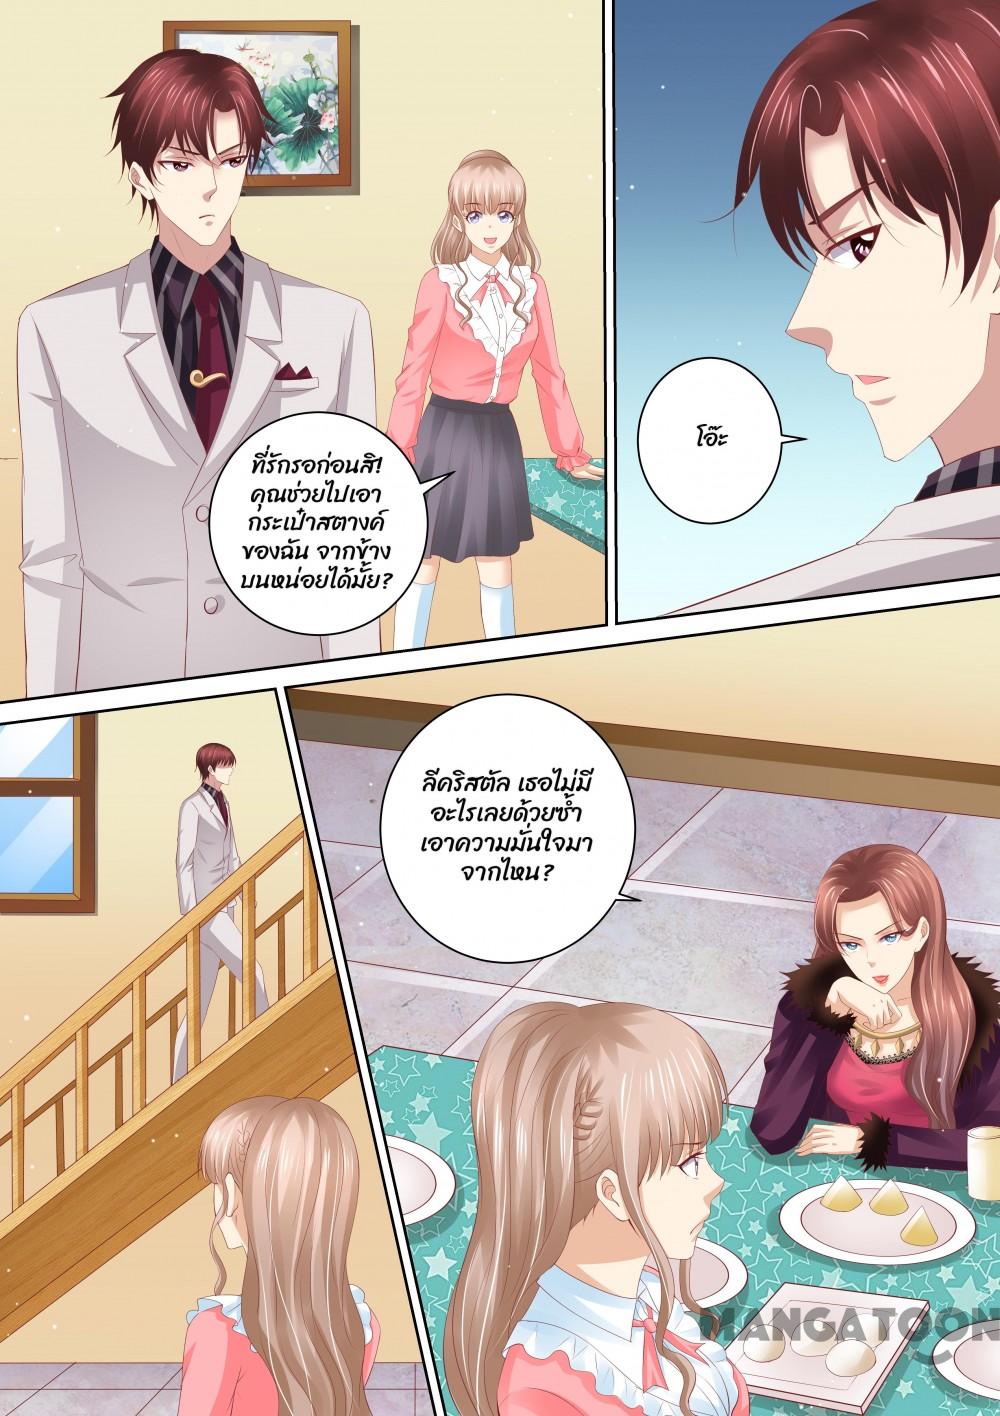 ที่รักรอก่อนสิ!
คุณช่วยไปเอา
กระเป๋าสตางค์
ของฉัน จากข้าง
บนหน่อยได้มั้ย?
โอ๊ะ
ลีคริสตัล เธอไม่มี
อะไรเลยด้วยซ้ำ
เอาความมั่นใจมา
จากไหน?
MANGATOON